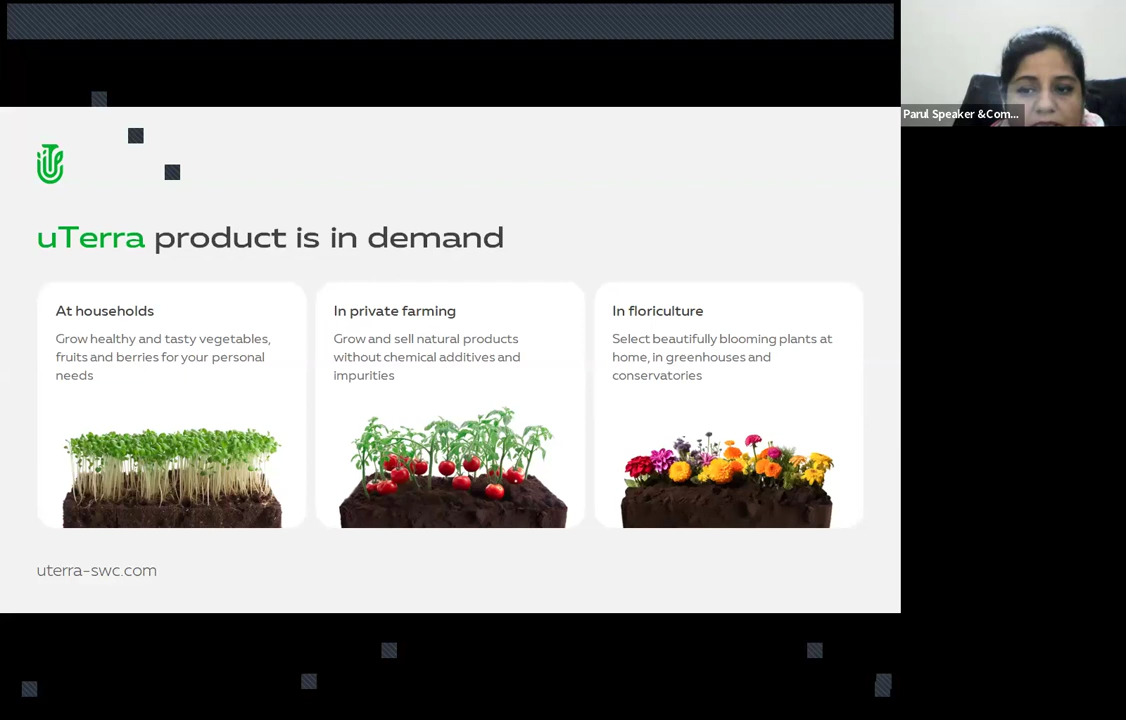 Parul Speaker &Com...
uTerra product is in demand
At households
Grow healthy and tasty vegetables,
fruits and berries for your personal
needs
In private farming
Grow and sell natural products
without chemical additives and
impurities
In floriculture
Select beautifully blooming plants at
home, in greenhouses and
conservatories
uterra-swc.com